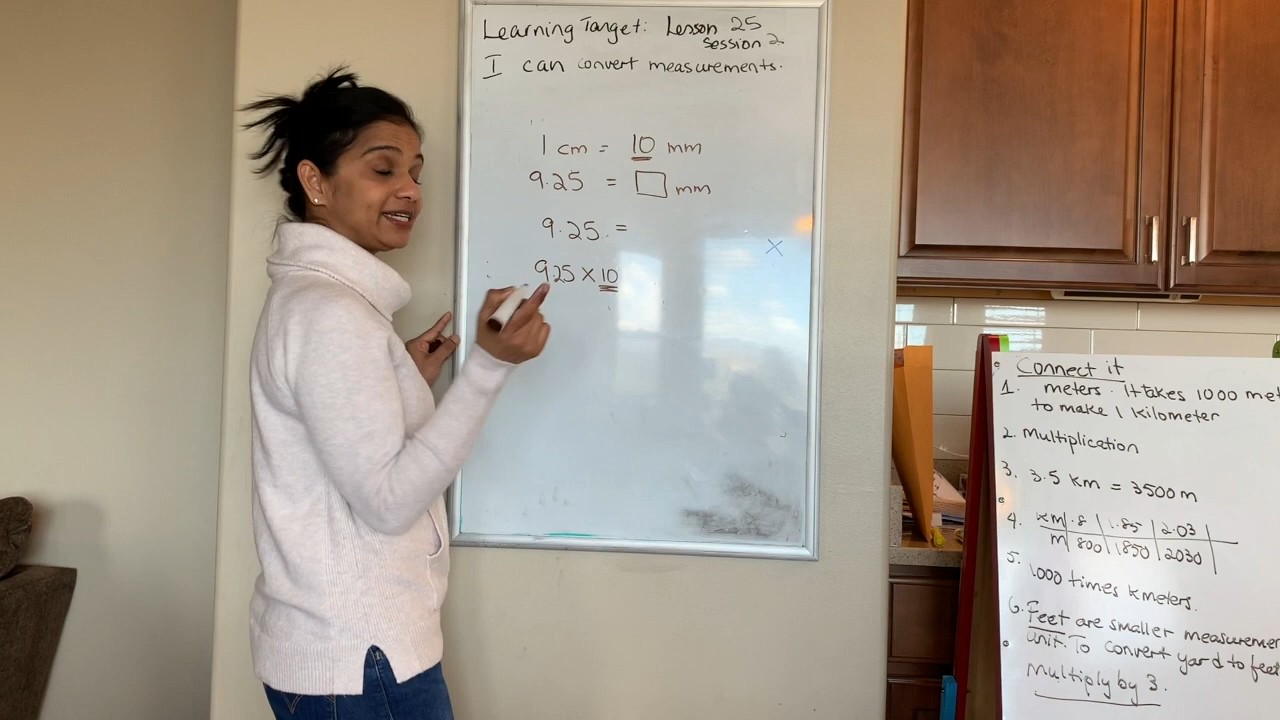 Learning Target: Lesson 25
Session 2
I can convert measurements.
1 cm = 10 mm
9.25 = □ mm
9.25 =
925 × 10
×
Connect it
1. meters. It takes 1000 met
to make 1 kilometer
2. Multiplication
3. 3.5 km = 3500 m
4. km | .8 | 1.85 | 2.03 |
m | 800 | 1850 | 2030
5. 1000 times kmeters.
6. Feet are smaller measuremen
unit. To convert yard to feet
Multiply by 3.